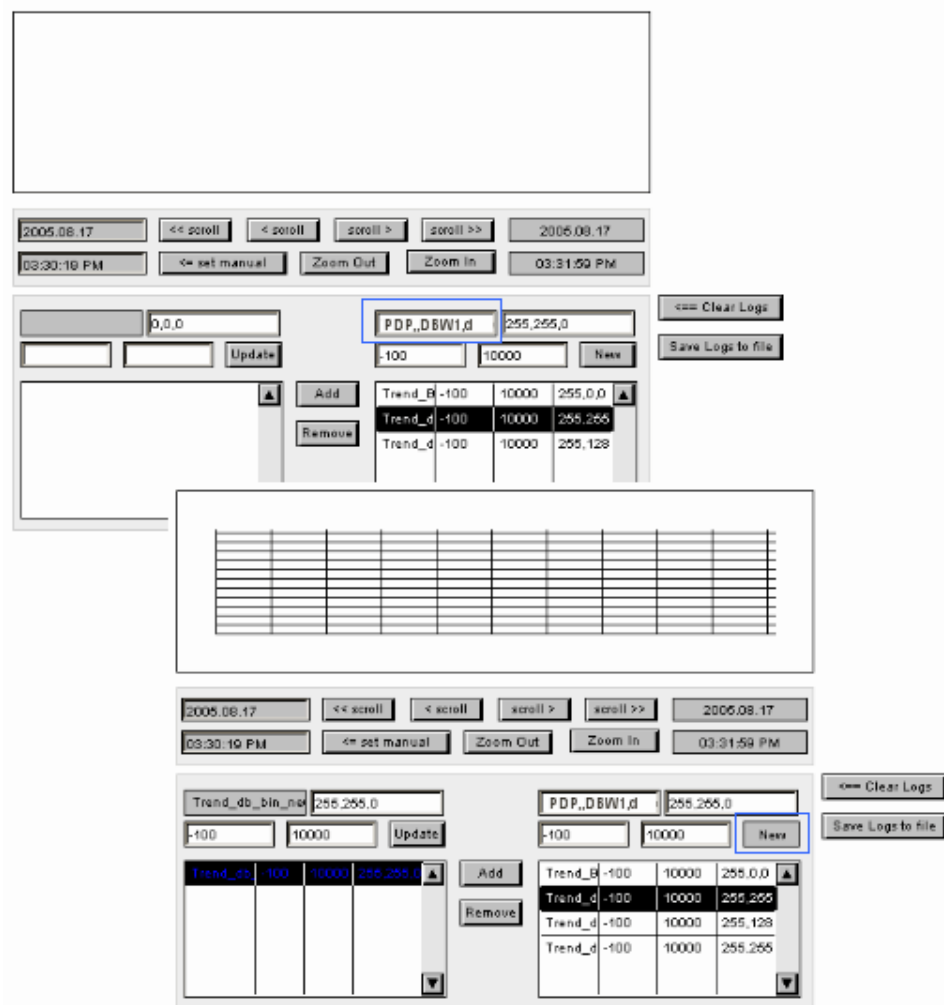 2005.08.17 << scroll < scroll scroll > scroll >> 2005.08.17
03:30:19 PM <= set manual Zoom Out Zoom In 03:31:59 PM
<== Clear Logs
0,0,0 PDP,,DBW1,d 255,255,0
Update -100 10000 New Save Logs to file
Add Trend_B -100 10000 255,0,0
Trend_d -100 10000 255,255
Remove
Trend_d -100 10000 255,128
2005.08.17 << scroll < scroll scroll > scroll >> 2005.08.17
03:30:19 PM <= set manual Zoom Out Zoom In 03:31:59 PM
<== Clear Logs
Trend_db_bin_ne 255,255,0 PDP,,DBW1,d 255,255,0
-100 10000 Update -100 10000 New Save Logs to file
Trend_db -100 10000 255,255,0 Add Trend_B -100 10000 255,0,0
Trend_d -100 10000 255,255
Remove
Trend_d -100 10000 255,128
Trend_d -100 10000 255,255